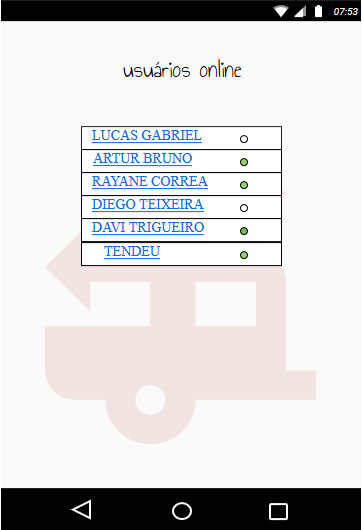 07:53
usuários online
LUCAS GABRIEL
ARTUR BRUNO
RAYANE CORREA
DIEGO TEIXEIRA
DAVI TRIGUEIRO
TENDEU